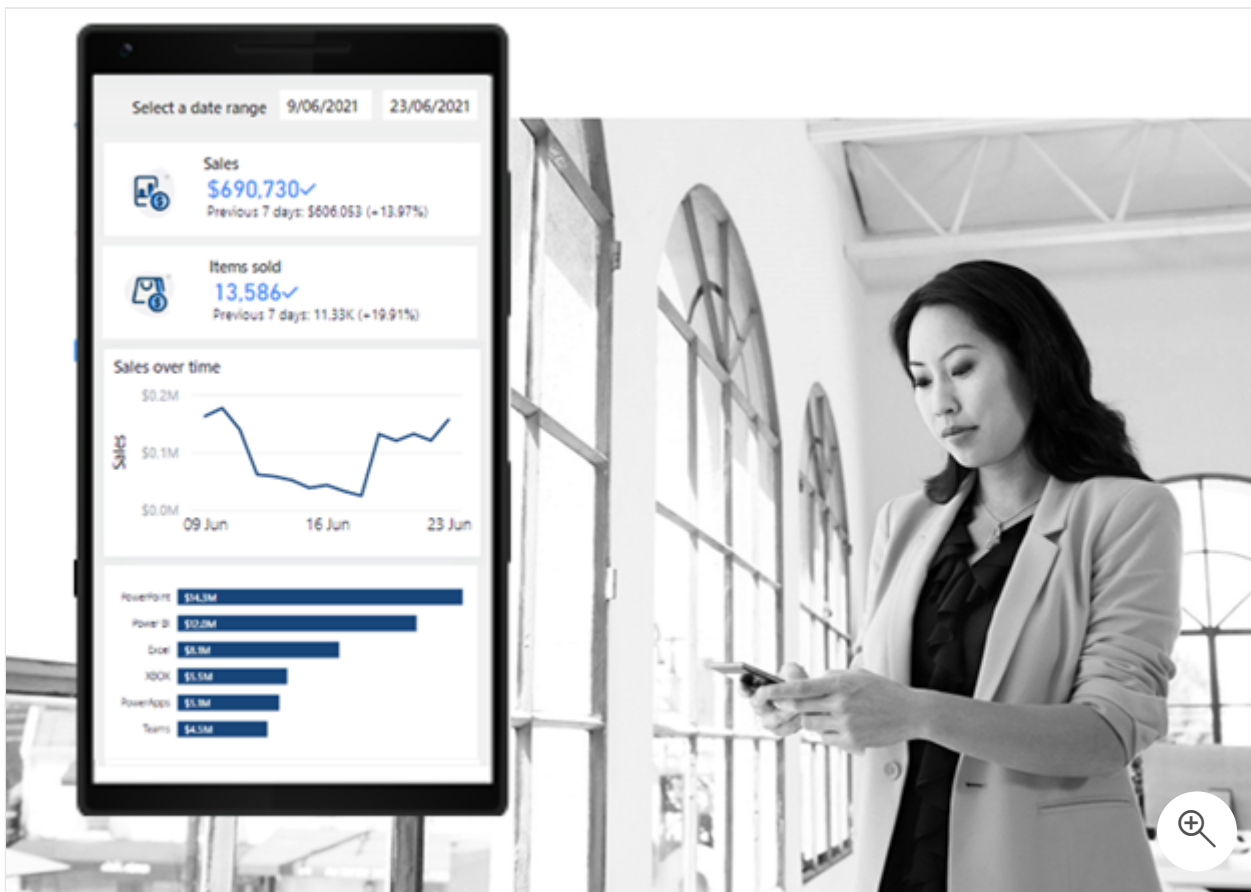 Select a date range 9/06/2021 23/06/2021
Sales
$690,730
Previous 7 days: $606,053 (+13.97%)
Items sold
13,586
Previous 7 days: 11.33K (+19.91%)
Sales over time
$0.2M
Sales
$0.1M
$0.0M
09 Jun 16 Jun 23 Jun
PowerPoint $14.3M
Power BI $12.0M
Excel $8.1M
XBOX $5.5M
PowerApps $5.1M
Teams $4.5M